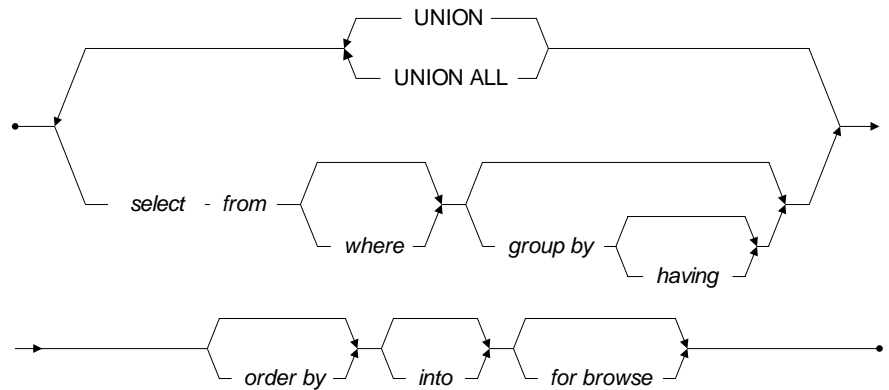 UNION
UNION ALL
select - from
where
group by
having
order by
into
for browse